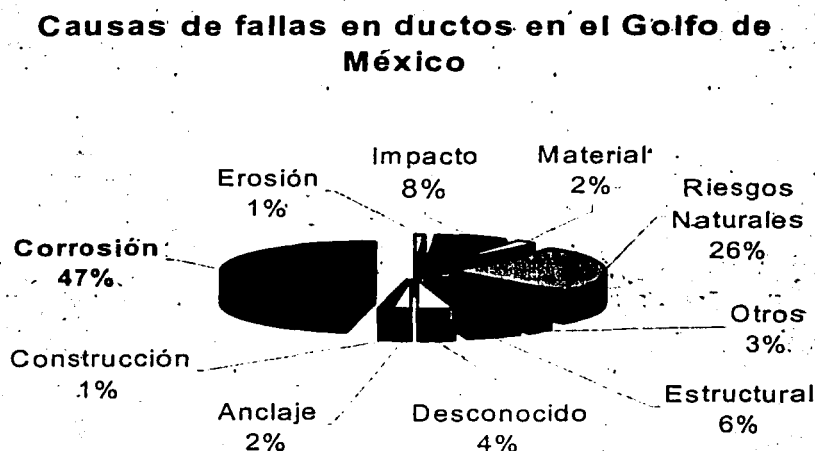 Causas de fallas en ductos en el Golfo de
México
Impacto
8%
Material
2%
Erosión
1%
Riesgos
Naturales
26%
Corrosión
47%
Otros
3%
Construcción
1%
Estructural
6%
Anclaje
2%
Desconocido
4%